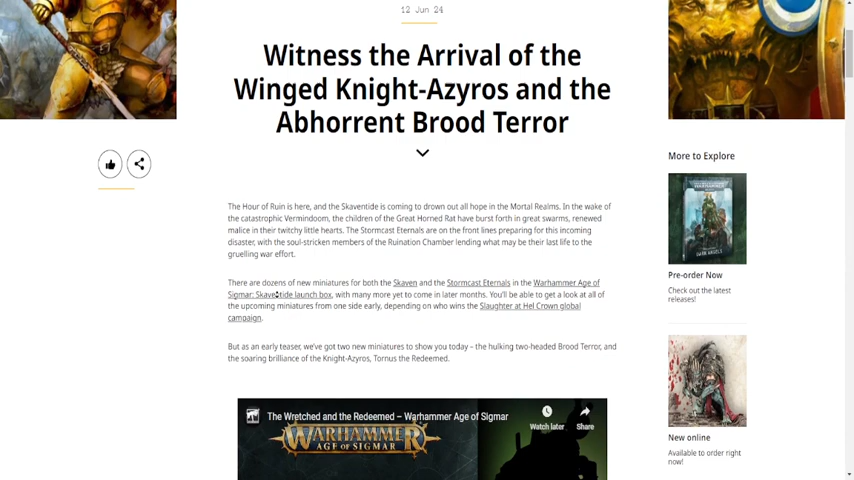 12 Jun 24
Witness the Arrival of the
Winged Knight-Azyros and the
Abhorrent Brood Terror
The Hour of Ruin is here, and the Skaventide is coming to drown out all hope in the Mortal Realms. In the wake of
the catastrophic Vermindoom, the children of the Great Horned Rat have burst forth in great swarms, renewed
malice in their twitchy little hearts. The Stormcast Eternals are on the front lines preparing for this incoming
disaster, with the soul-stricken members of the Ruination Chamber lending what may be their last life to the
gruelling war effort.
There are dozens of new miniatures for both the Skaven and the Stormcast Eternals in the Warhammer Age of
Sigmar: Skaventide launch box, with many more yet to come in later months. You'll be able to get a look at all of
the upcoming miniatures from one side early, depending on who wins the Slaughter at Hel Crown global
campaign.
But as an early teaser, we've got two new miniatures to show you today – the hulking two-headed Brood Terror, and
the soaring brilliance of the Knight-Azyros, Tornus the Redeemed.
The Wretched and the Redeemed – Warhammer Age of Sigmar
Watch later
Share
WARHAMMER
AGE OF SIGMAR
More to Explore
WARHAMMER
DARK ANGELS
Pre-order Now
Check out the latest
releases!
New online
Available to order right
now!